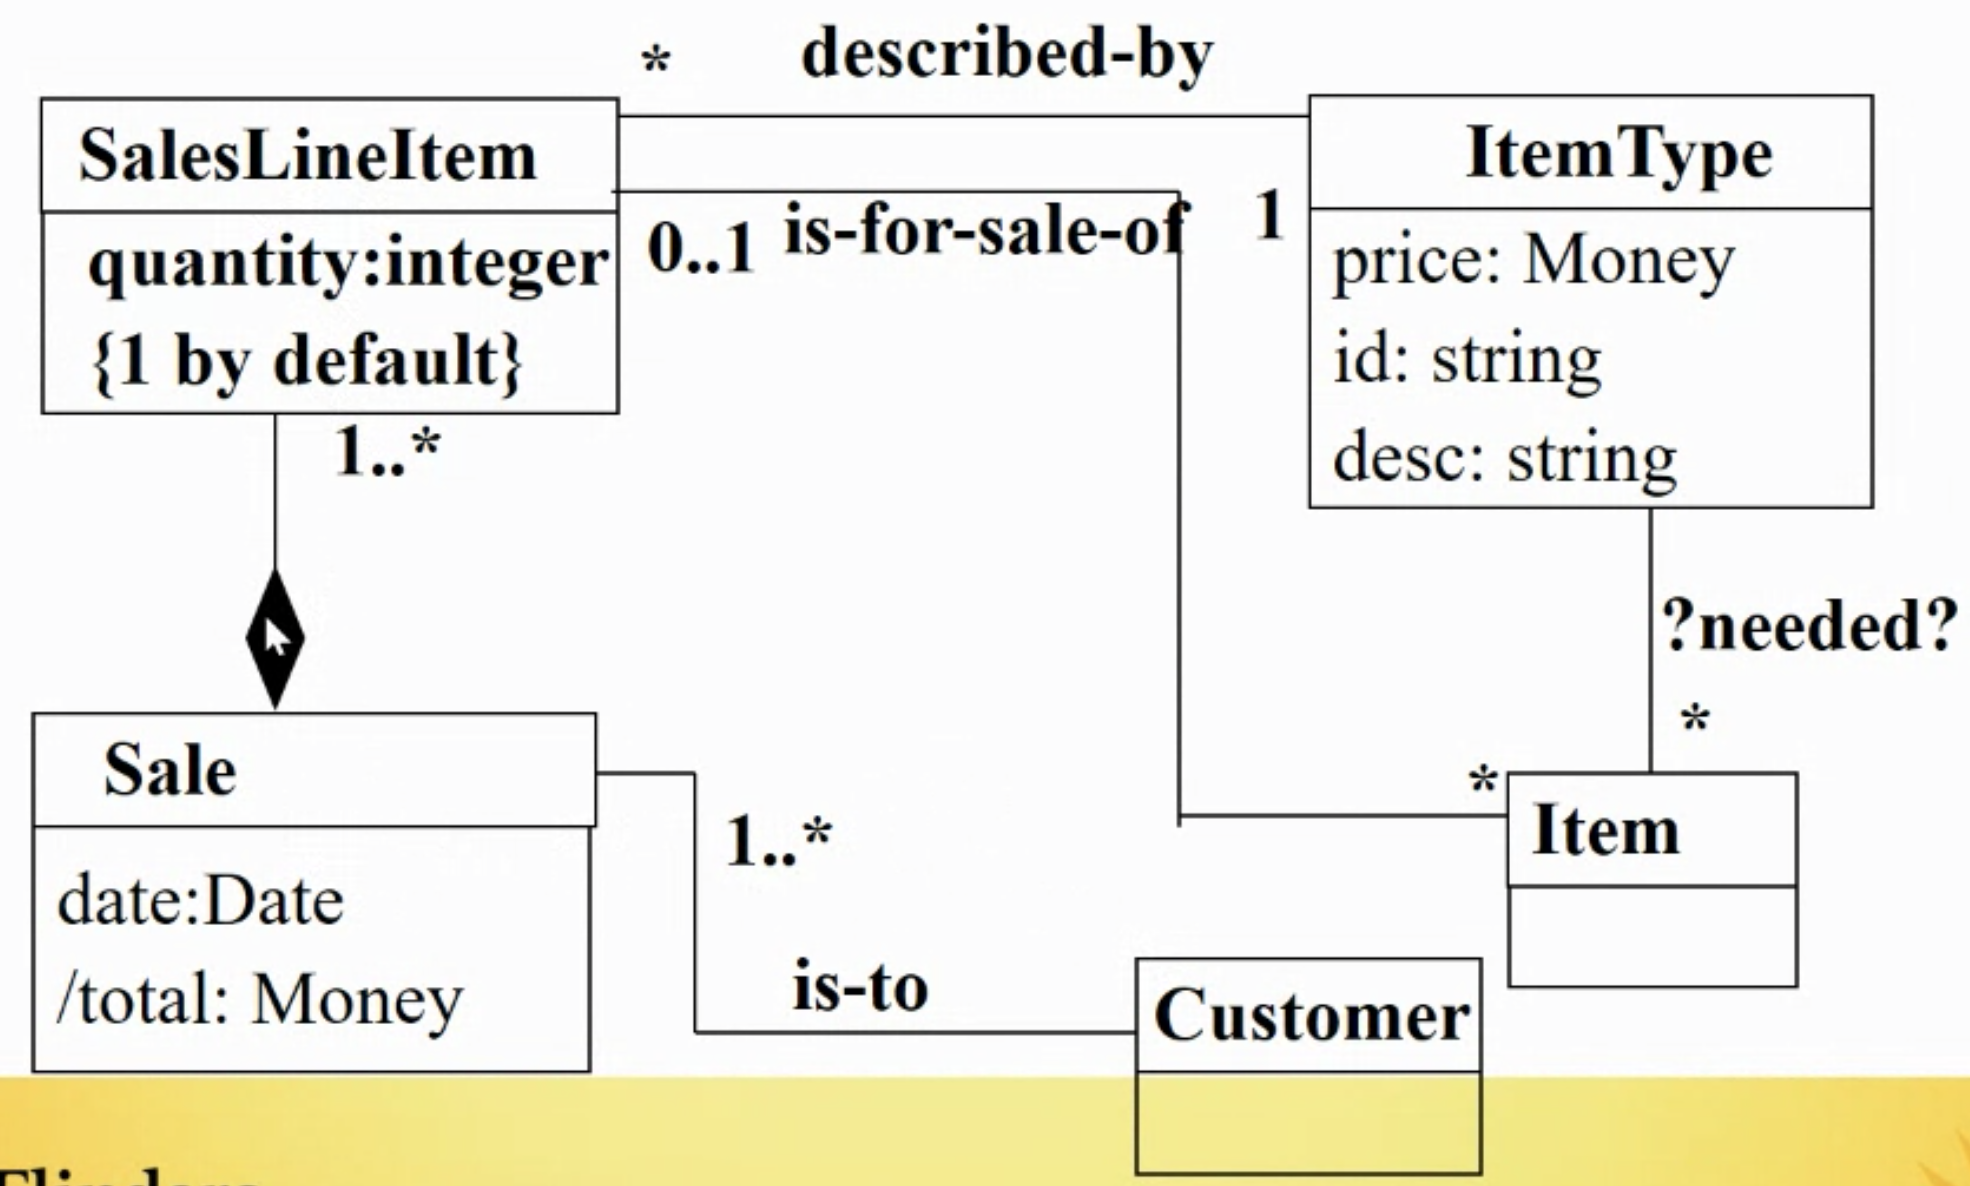 * described-by
SalesLineItem
ItemType
0..1 is-for-sale-of 1
quantity:integer
{1 by default}
price: Money
id: string
desc: string
1..*
?needed?
*
*
Sale
Item
1..*
date:Date
/total: Money
is-to
Customer